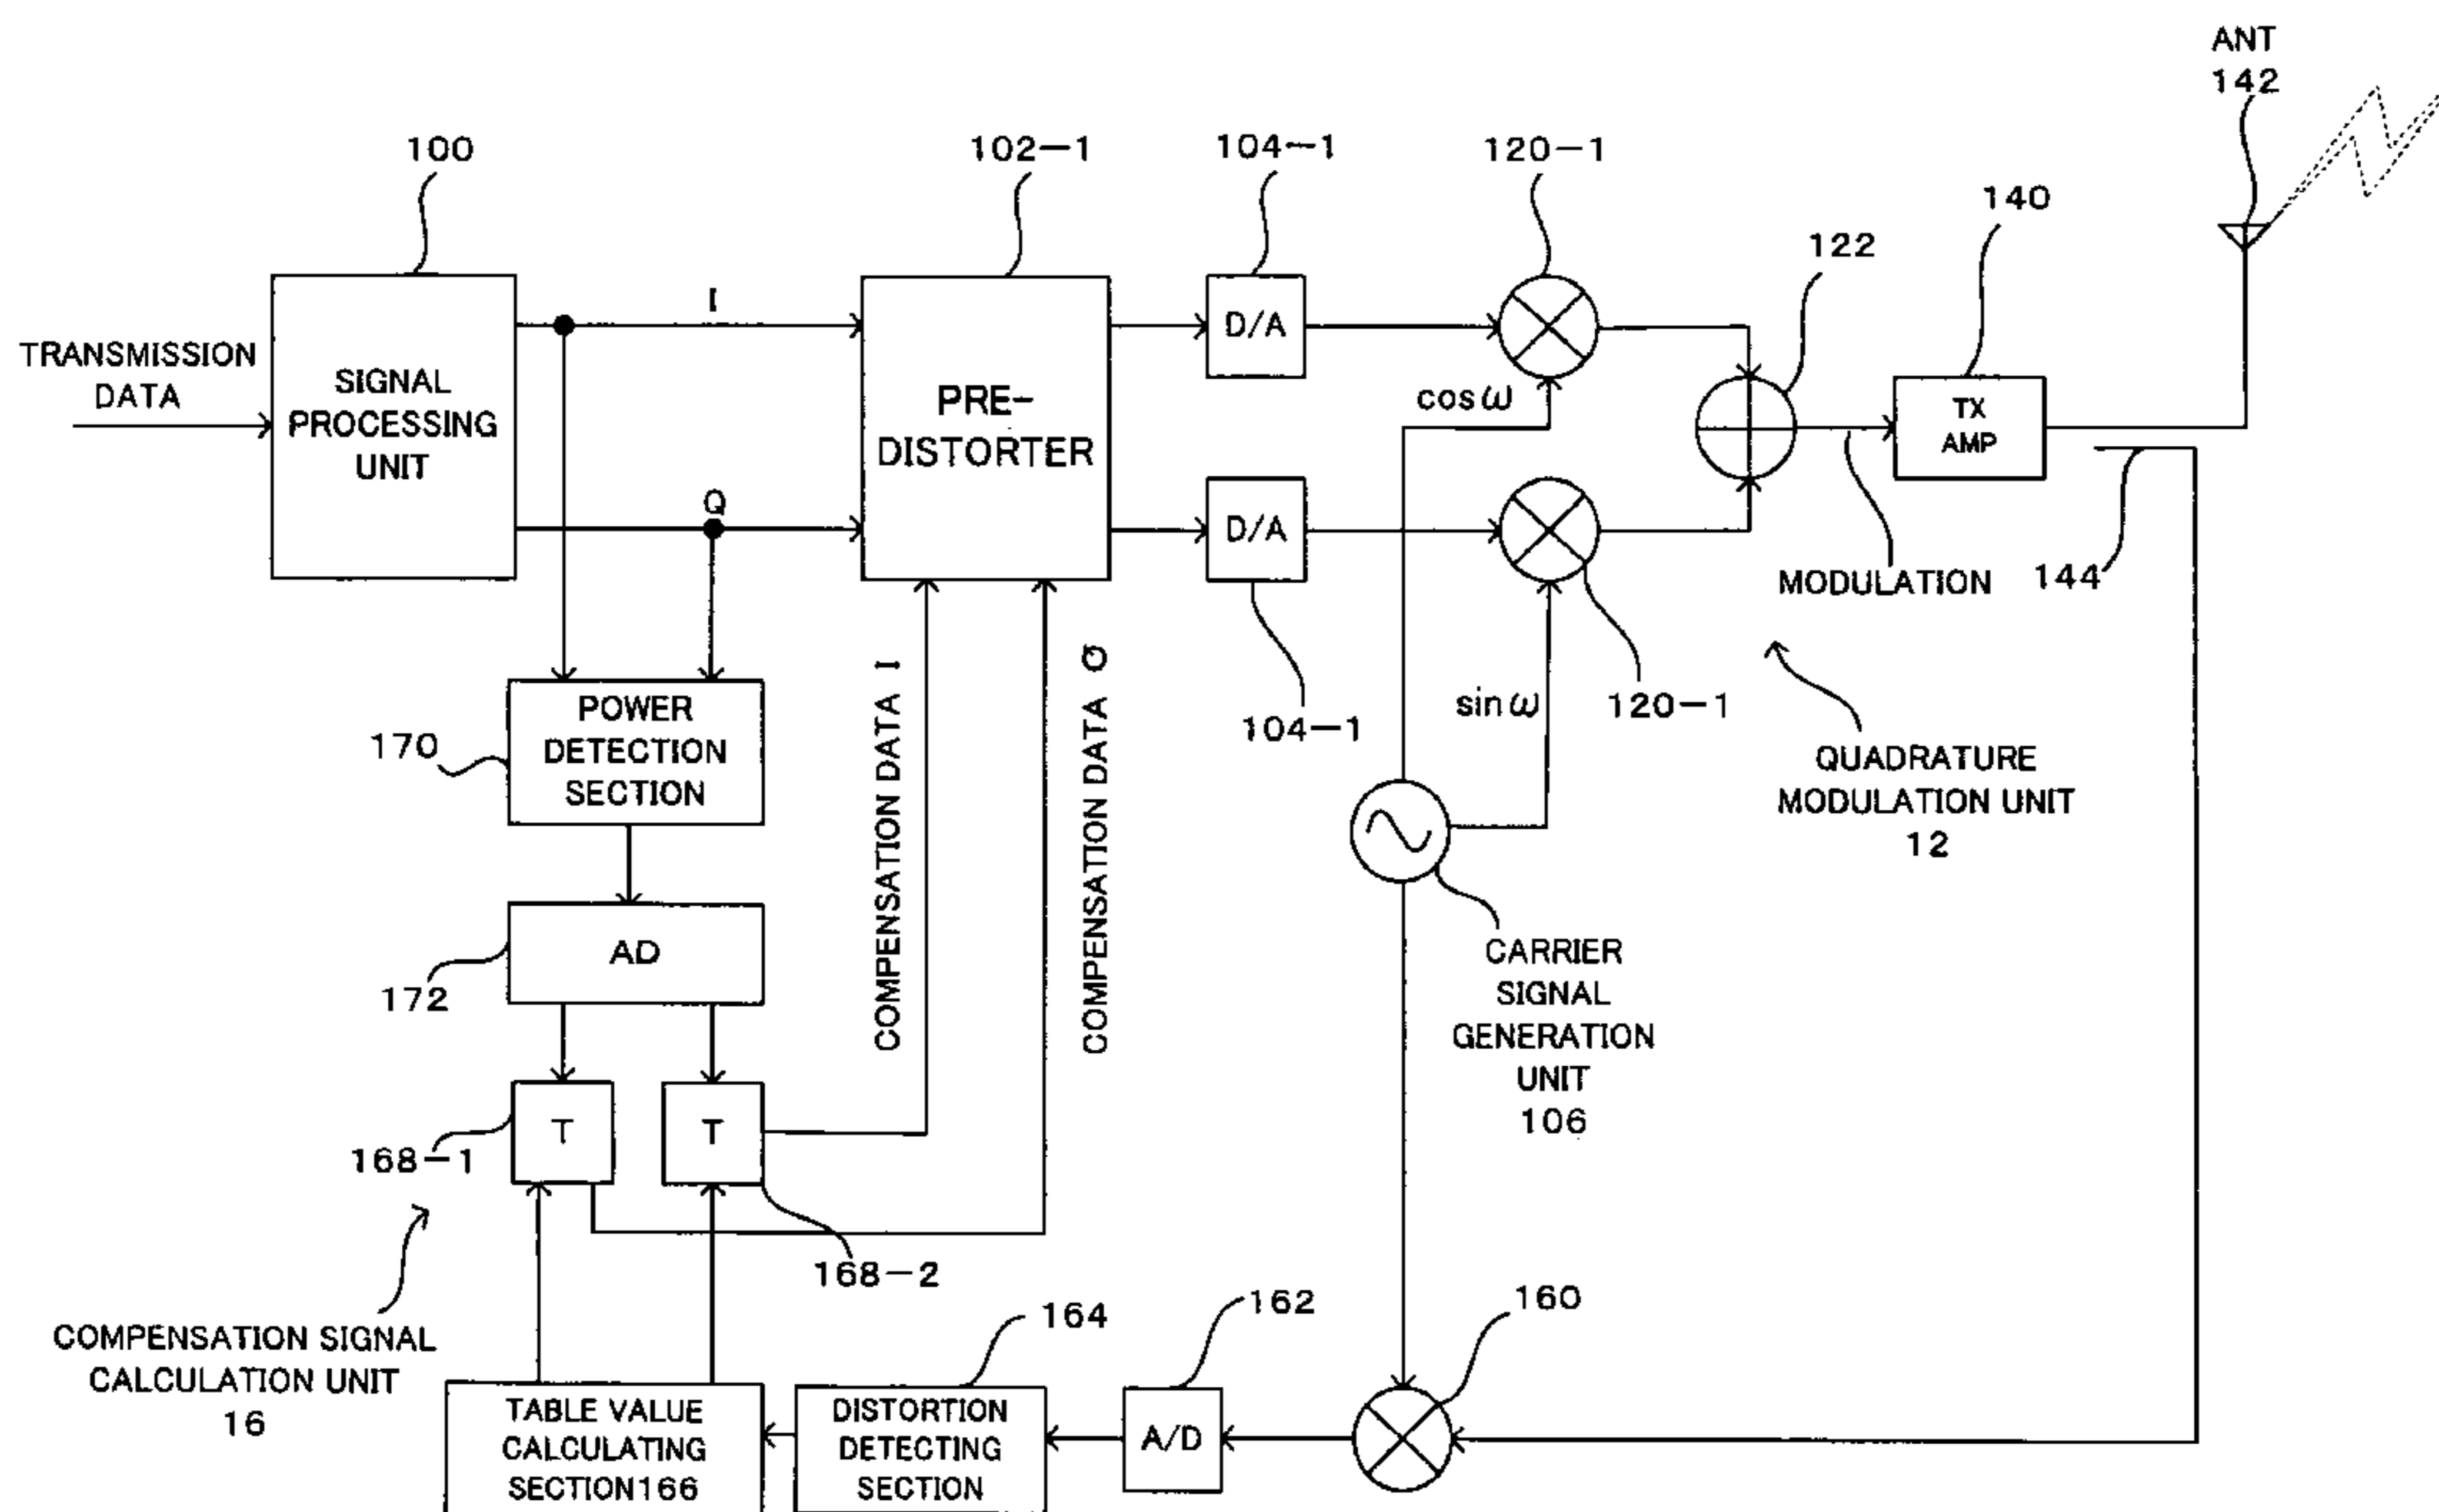 ANT
142
100
102-1
104-1
120-1
140
122
I
TRANSMISSION
DATA
SIGNAL
PROCESSING
UNIT
PRE-
DISTORTER
D/A
cosω
TX
AMP
Q
D/A
MODULATION
144
POWER
DETECTION
SECTION
170
COMPENSATION DATA I
COMPENSATION DATA Q
104-1
sinω
120-1
QUADRATURE
MODULATION UNIT
12
AD
172
CARRIER
SIGNAL
GENERATION
UNIT
106
T
T
168-1
168-2
COMPENSATION SIGNAL
CALCULATION UNIT
16
164
162
160
TABLE VALUE
CALCULATING
SECTION166
DISTORTION
DETECTING
SECTION
A/D